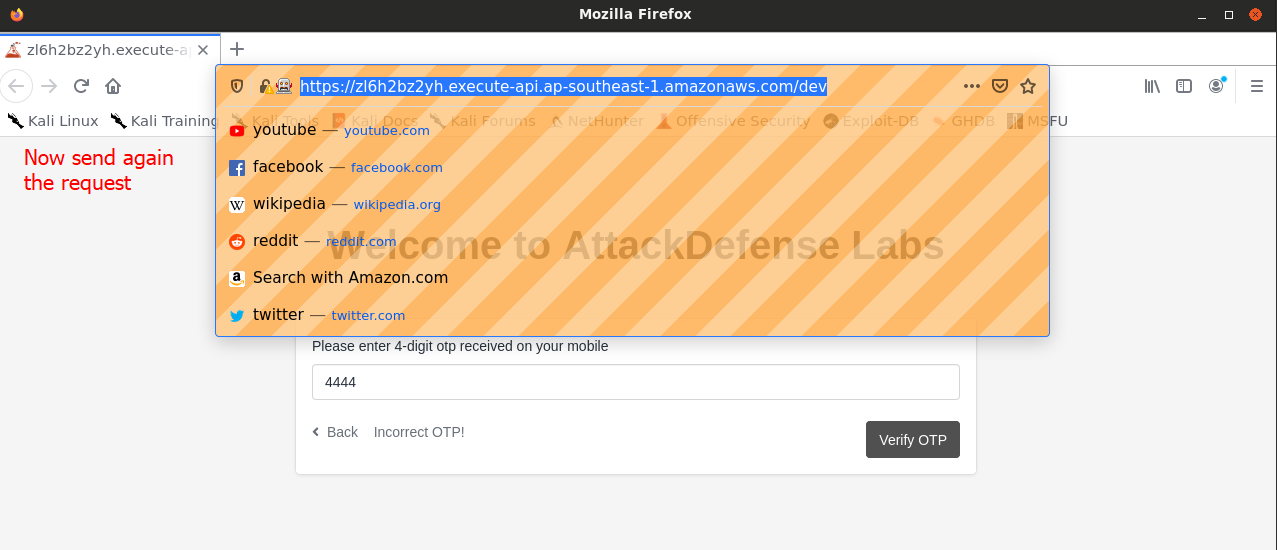 Mozilla Firefox
zl6h2bz2yh.execute-ap
https://zl6h2bz2yh.execute-api.ap-southeast-1.amazonaws.com/dev
Kali Linux Kali Training Kali Tools Kali Docs Kali Forums NetHunter Offensive Security Exploit-DB GHDB MSFU
youtube — youtube.com
Now send again
the request
facebook — facebook.com
wikipedia — wikipedia.org
reddit — reddit.com
Welcome to AttackDefense Labs
Search with Amazon.com
twitter — twitter.com
Please enter 4-digit otp received on your mobile
4444
Back Incorrect OTP!
Verify OTP